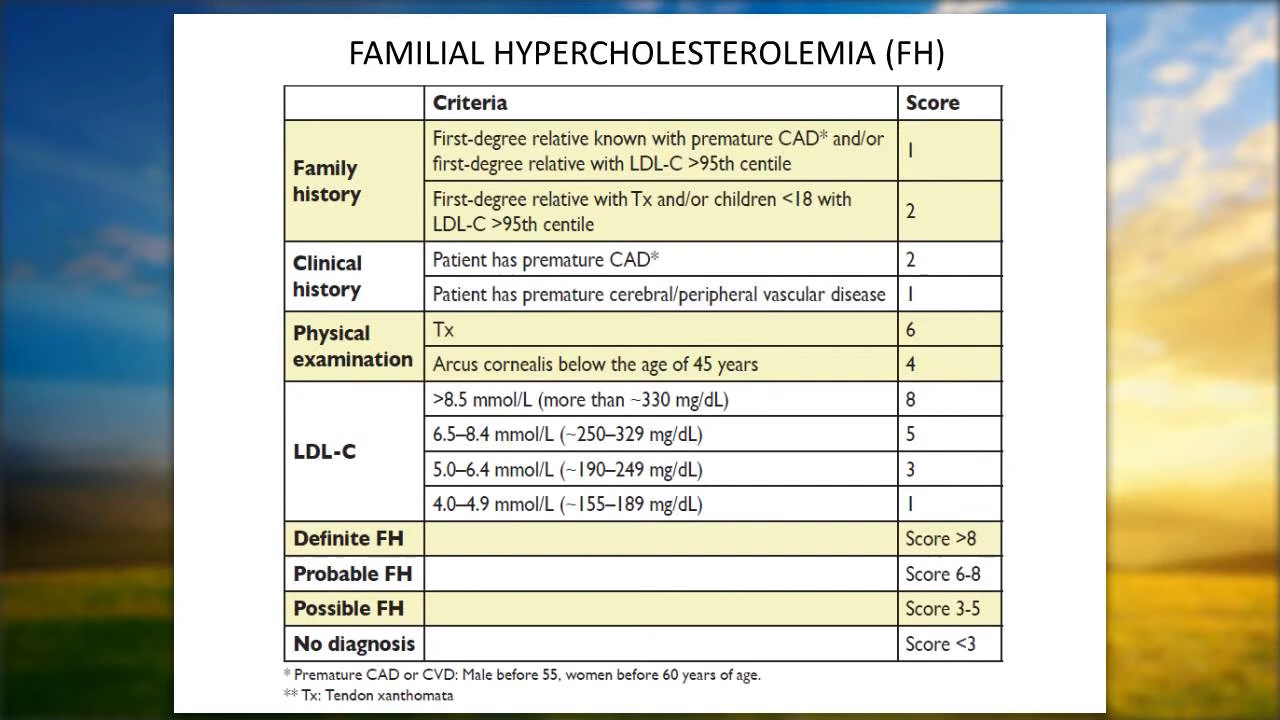 FAMILIAL HYPERCHOLESTEROLEMIA (FH)
Criteria Score
Family history
First-degree relative known with premature CAD* and/or
first-degree relative with LDL-C >95th centile
1
First-degree relative with Tx and/or children <18 with
LDL-C >95th centile
2
Clinical history
Patient has premature CAD* 2
Patient has premature cerebral/peripheral vascular disease 1
Physical examination
Tx 6
Arcus cornealis below the age of 45 years 4
LDL-C
>8.5 mmol/L (more than ~330 mg/dL) 8
6.5–8.4 mmol/L (~250–329 mg/dL) 5
5.0–6.4 mmol/L (~190–249 mg/dL) 3
4.0–4.9 mmol/L (~155–189 mg/dL) 1
Definite FH Score >8
Probable FH Score 6-8
Possible FH Score 3-5
No diagnosis Score <3
* Premature CAD or CVD: Male before 55, women before 60 years of age.
** Tx: Tendon xanthomata